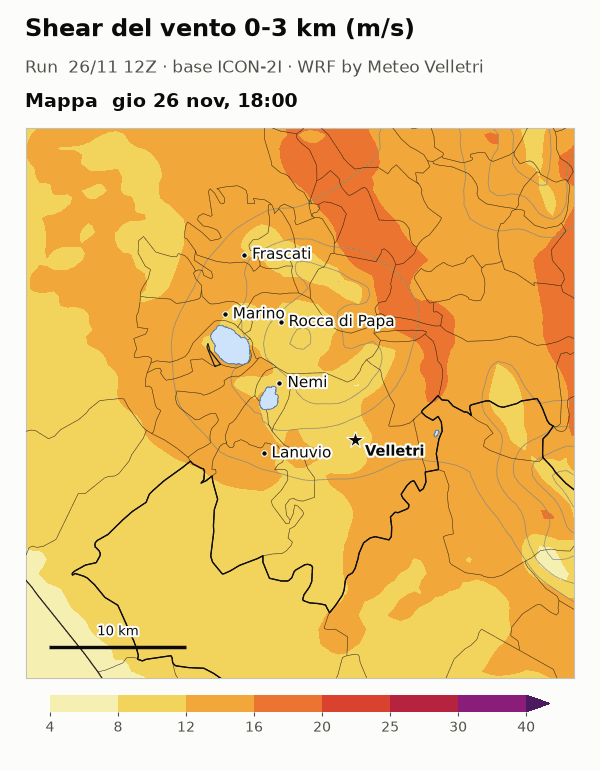 Shear del vento 0-3 km (m/s)
Run  26/11 12Z · base ICON-2I · WRF by Meteo Velletri
Mappa  gio 26 nov, 18:00
Frascati
Marino
Rocca di Papa
Nemi
Velletri
Lanuvio
10 km
4 8 12 16 20 25 30 40